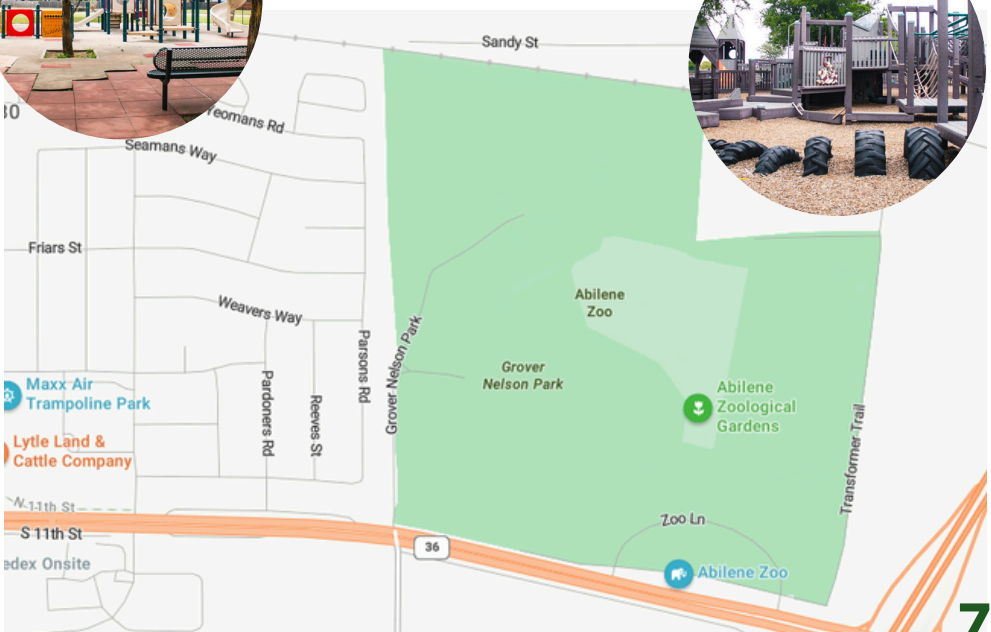 Sandy St
30
Yeomans Rd
Seamans Way
Friars St
Weavers Way
Abilene
Zoo
Grover
Nelson Park
Grover Nelson Park
Parsons Rd
Pardoners Rd
Reeves St
Maxx Air
Trampoline Park
Lytle Land &
Cattle Company
Abilene
Zoological
Gardens
Transformer Trail
N 11th St
S 11th St
36
Zoo Ln
edex Onsite
Abilene Zoo
7